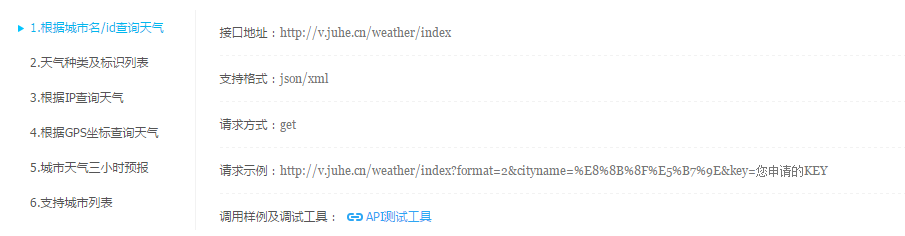 1.根据城市名/id查询天气
2.天气种类及标识列表
3.根据IP查询天气
4.根据GPS坐标查询天气
5.城市天气三小时预报
6.支持城市列表
接口地址：http://v.juhe.cn/weather/index
支持格式：json/xml
请求方式：get
请求示例：http://v.juhe.cn/weather/index?format=2&cityname=%E8%8B%8F%E5%B7%9E&key=您申请的KEY
调用样例及调试工具： API测试工具